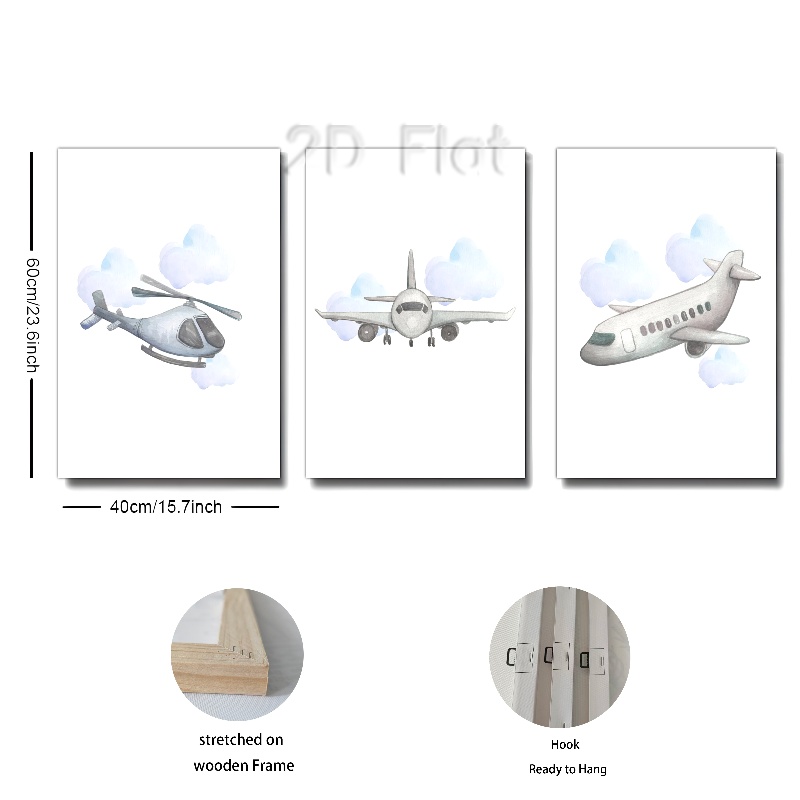 2D Flat
60cm/23.6inch
40cm/15.7inch
stretched on
wooden Frame
Hook
Ready to Hang